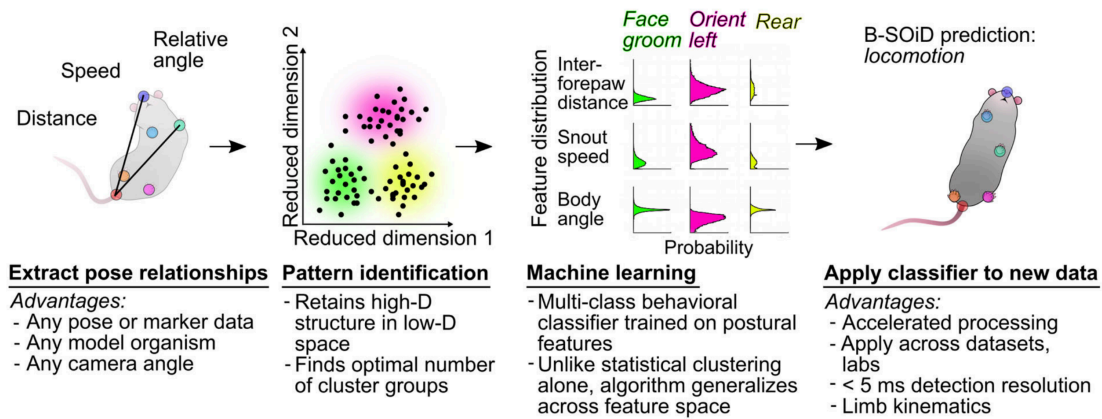 Relative
angle
Speed
Distance
Reduced dimension 2
Reduced dimension 1
Face
groom
Orient
left
Rear
Feature distribution
Inter-
forepaw
distance
Snout
speed
Body
angle
Probability
B-SOiD prediction:
locomotion
Extract pose relationships
Advantages:
- Any pose or marker data
- Any model organism
- Any camera angle
Pattern identification
- Retains high-D
structure in low-D
space
- Finds optimal number
of cluster groups
Machine learning
- Multi-class behavioral
classifier trained on postural
features
- Unlike statistical clustering
alone, algorithm generalizes
across feature space
Apply classifier to new data
Advantages:
- Accelerated processing
- Apply across datasets,
labs
- < 5 ms detection resolution
- Limb kinematics